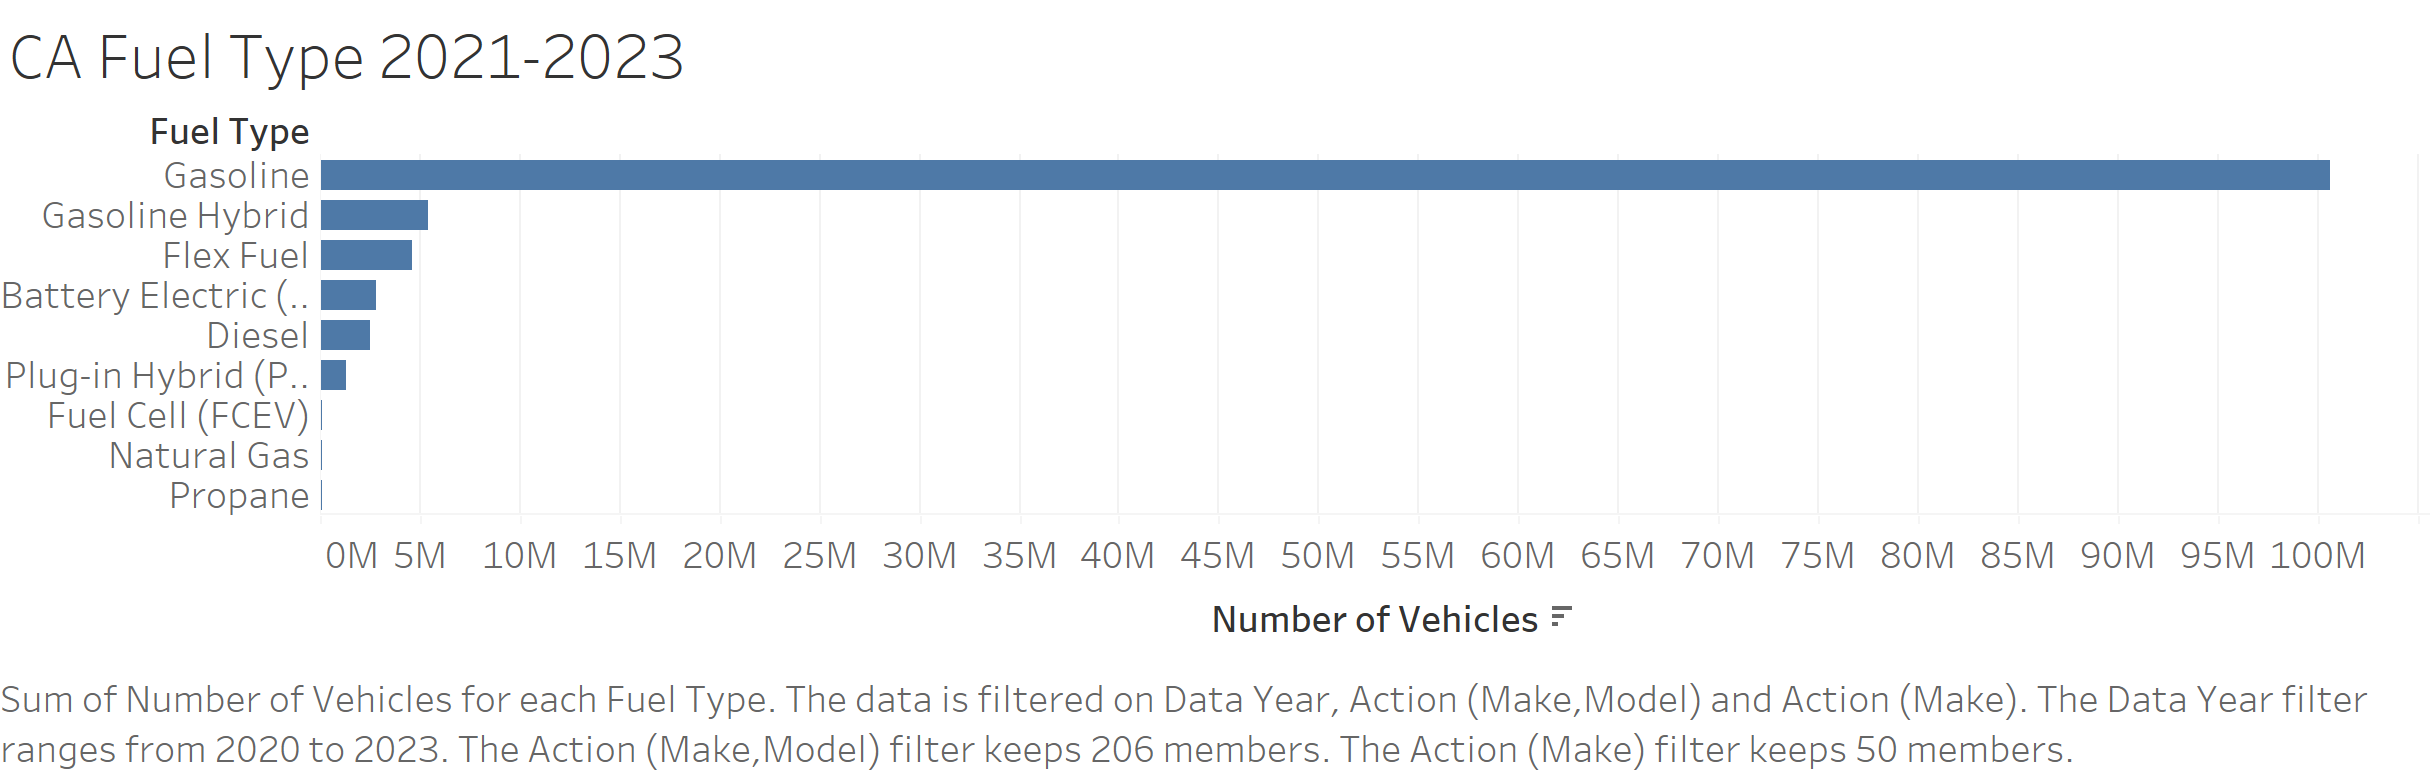 CA Fuel Type 2021-2023
Fuel Type
Gasoline
Gasoline Hybrid
Flex Fuel
Battery Electric (..
Diesel
Plug-in Hybrid (P..
Fuel Cell (FCEV)
Natural Gas
Propane
0M 5M 10M 15M 20M 25M 30M 35M 40M 45M 50M 55M 60M 65M 70M 75M 80M 85M 90M 95M 100M
Number of Vehicles
Sum of Number of Vehicles for each Fuel Type. The data is filtered on Data Year, Action (Make,Model) and Action (Make). The Data Year filter
ranges from 2020 to 2023. The Action (Make,Model) filter keeps 206 members. The Action (Make) filter keeps 50 members.